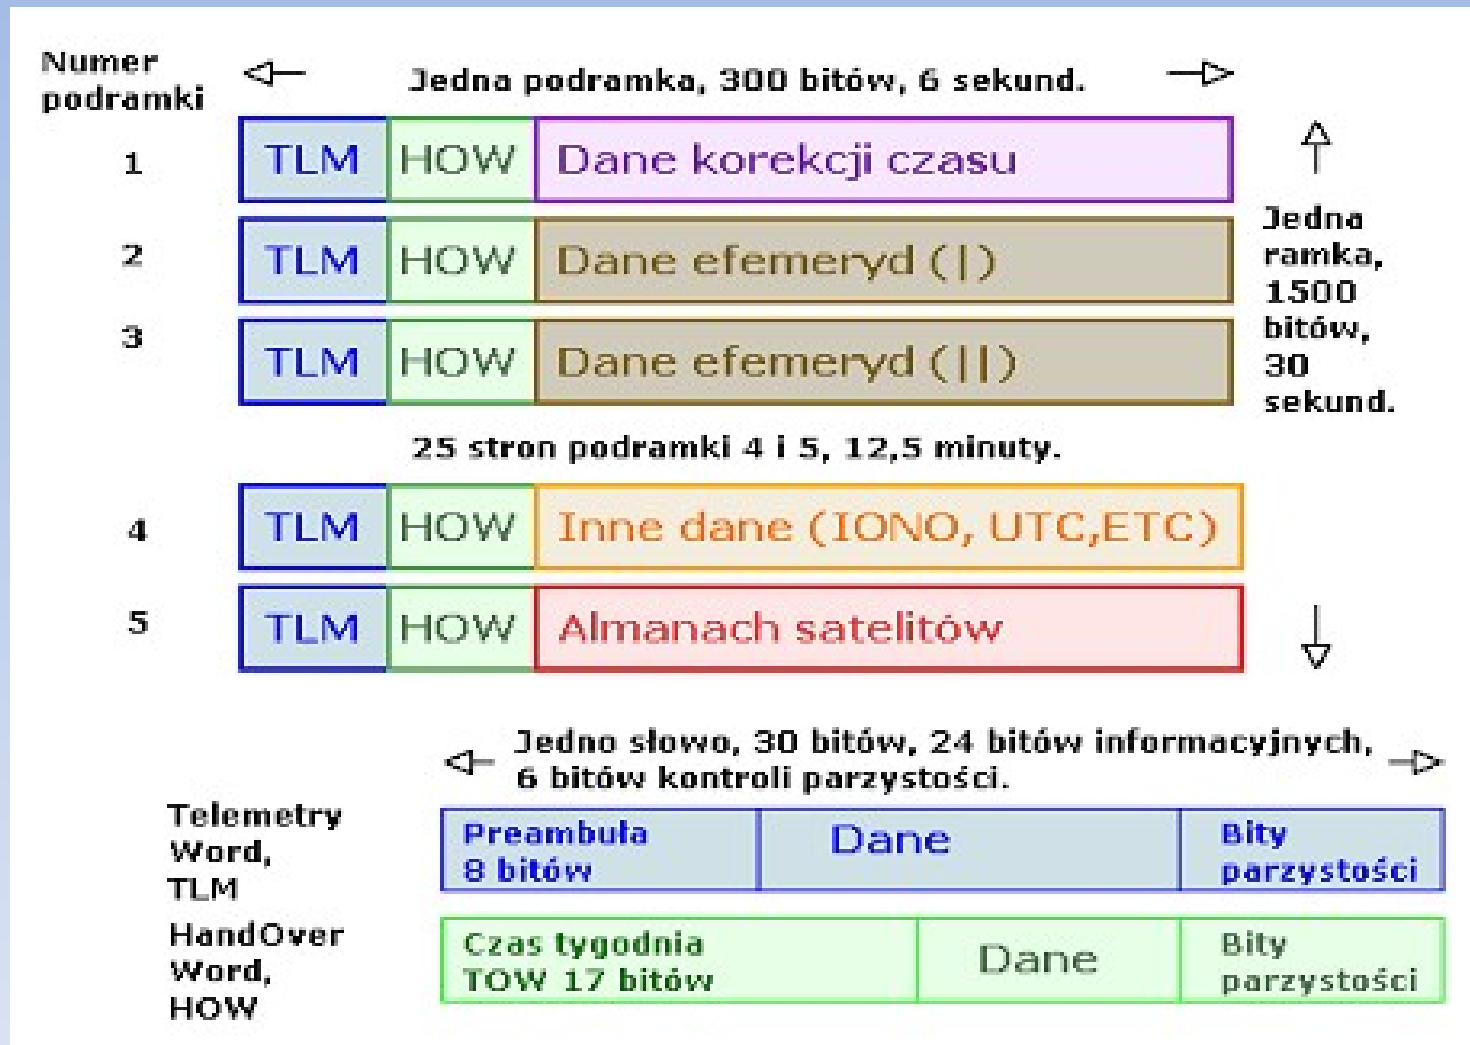 Numer
podramki
Jedna podramka, 300 bitów, 6 sekund.
1
TLM HOW Dane korekcji czasu
2
TLM HOW Dane efemeryd (|)
3
TLM HOW Dane efemeryd (||)
Jedna
ramka,
1500
bitów,
30
sekund.
25 stron podramki 4 i 5, 12,5 minuty.
4
TLM HOW Inne dane (IONO, UTC,ETC)
5
TLM HOW Almanach satelitów
Jedno słowo, 30 bitów, 24 bitów informacyjnych,
6 bitów kontroli parzystości.
Telemetry
Word,
TLM
Preambuła
8 bitów
Dane
Bity
parzystości
HandOver
Word,
HOW
Czas tygodnia
TOW 17 bitów
Dane
Bity
parzystości